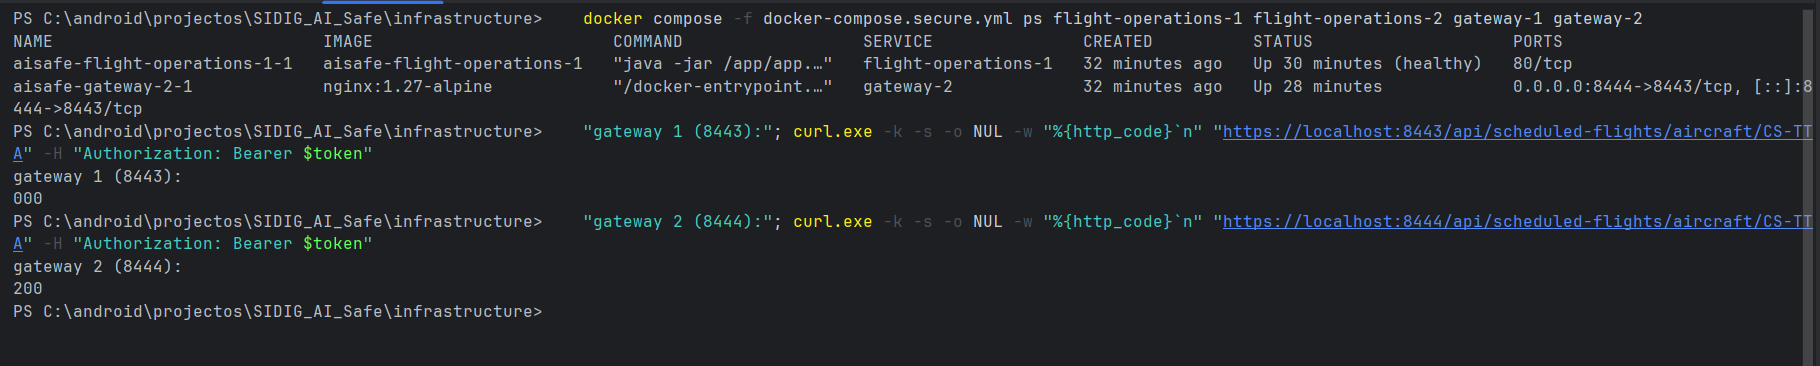 PS C:\android\projectos\SIDIG_AI_Safe\infrastructure>    docker compose -f docker-compose.secure.yml ps flight-operations-1 flight-operations-2 gateway-1 gateway-2
NAME                           IMAGE                        COMMAND                  SERVICE               CREATED          STATUS                    PORTS
aisafe-flight-operations-1-1   aisafe-flight-operations-1   "java -jar /app/app.…"   flight-operations-1   32 minutes ago   Up 30 minutes (healthy)   80/tcp
aisafe-gateway-2-1             nginx:1.27-alpine            "/docker-entrypoint.…"   gateway-2             32 minutes ago   Up 28 minutes             0.0.0.0:8444->8443/tcp, [::]:8
444->8443/tcp
PS C:\android\projectos\SIDIG_AI_Safe\infrastructure>    "gateway 1 (8443):"; curl.exe -k -s -o NUL -w "%{http_code}`n" "https://localhost:8443/api/scheduled-flights/aircraft/CS-TT
A" -H "Authorization: Bearer $token"
gateway 1 (8443):
000
PS C:\android\projectos\SIDIG_AI_Safe\infrastructure>    "gateway 2 (8444):"; curl.exe -k -s -o NUL -w "%{http_code}`n" "https://localhost:8444/api/scheduled-flights/aircraft/CS-TT
A" -H "Authorization: Bearer $token"
gateway 2 (8444):
200
PS C:\android\projectos\SIDIG_AI_Safe\infrastructure>